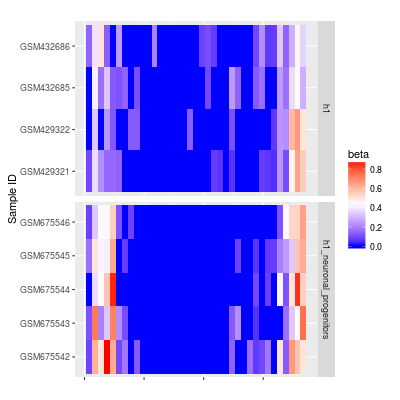 GSM432686
GSM432685
GSM429322
GSM429321
h1
GSM675546
GSM675545
GSM675544
GSM675543
GSM675542
h1_neuronal_progenitors
Sample ID
beta
0.8
0.6
0.4
0.2
0.0